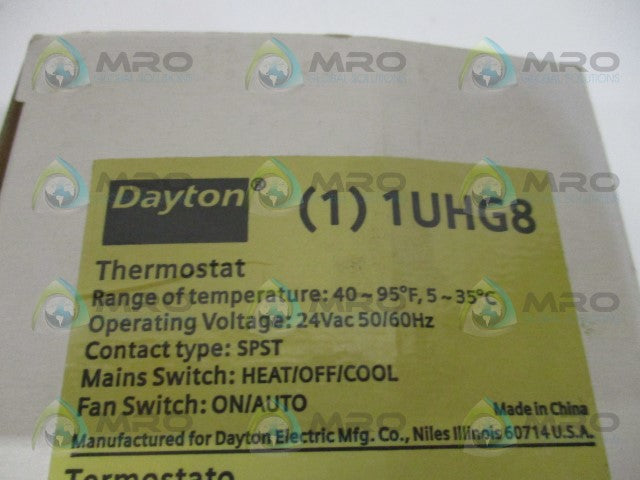 Dayton® (1) 1UHG8
Thermostat
Range of temperature: 40~95°F, 5~35°C
Operating Voltage: 24Vac 50/60Hz
Contact type: SPST
Mains Switch: HEAT/OFF/COOL
Fan Switch: ON/AUTO
Made in China
Manufactured for Dayton Electric Mfg. Co., Niles Illinois 60714 U.S.A.
Termostato
MRO
GLOBAL SOLUTIONS